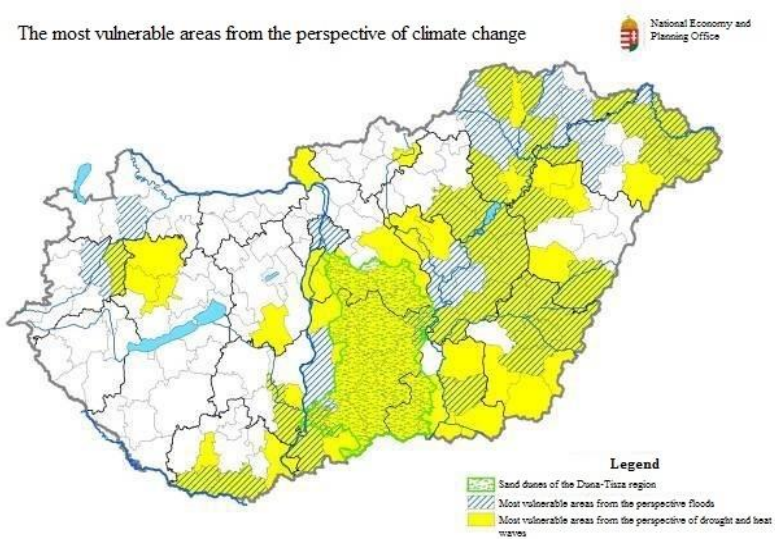 The most vulnerable areas from the perspective of climate change
National Economy and
Planning Office
Legend
Sand dunes of the Duna-Tisza region
Most vulnerable areas from the perspective floods
Most vulnerable areas from the perspective of drought and heat
waves